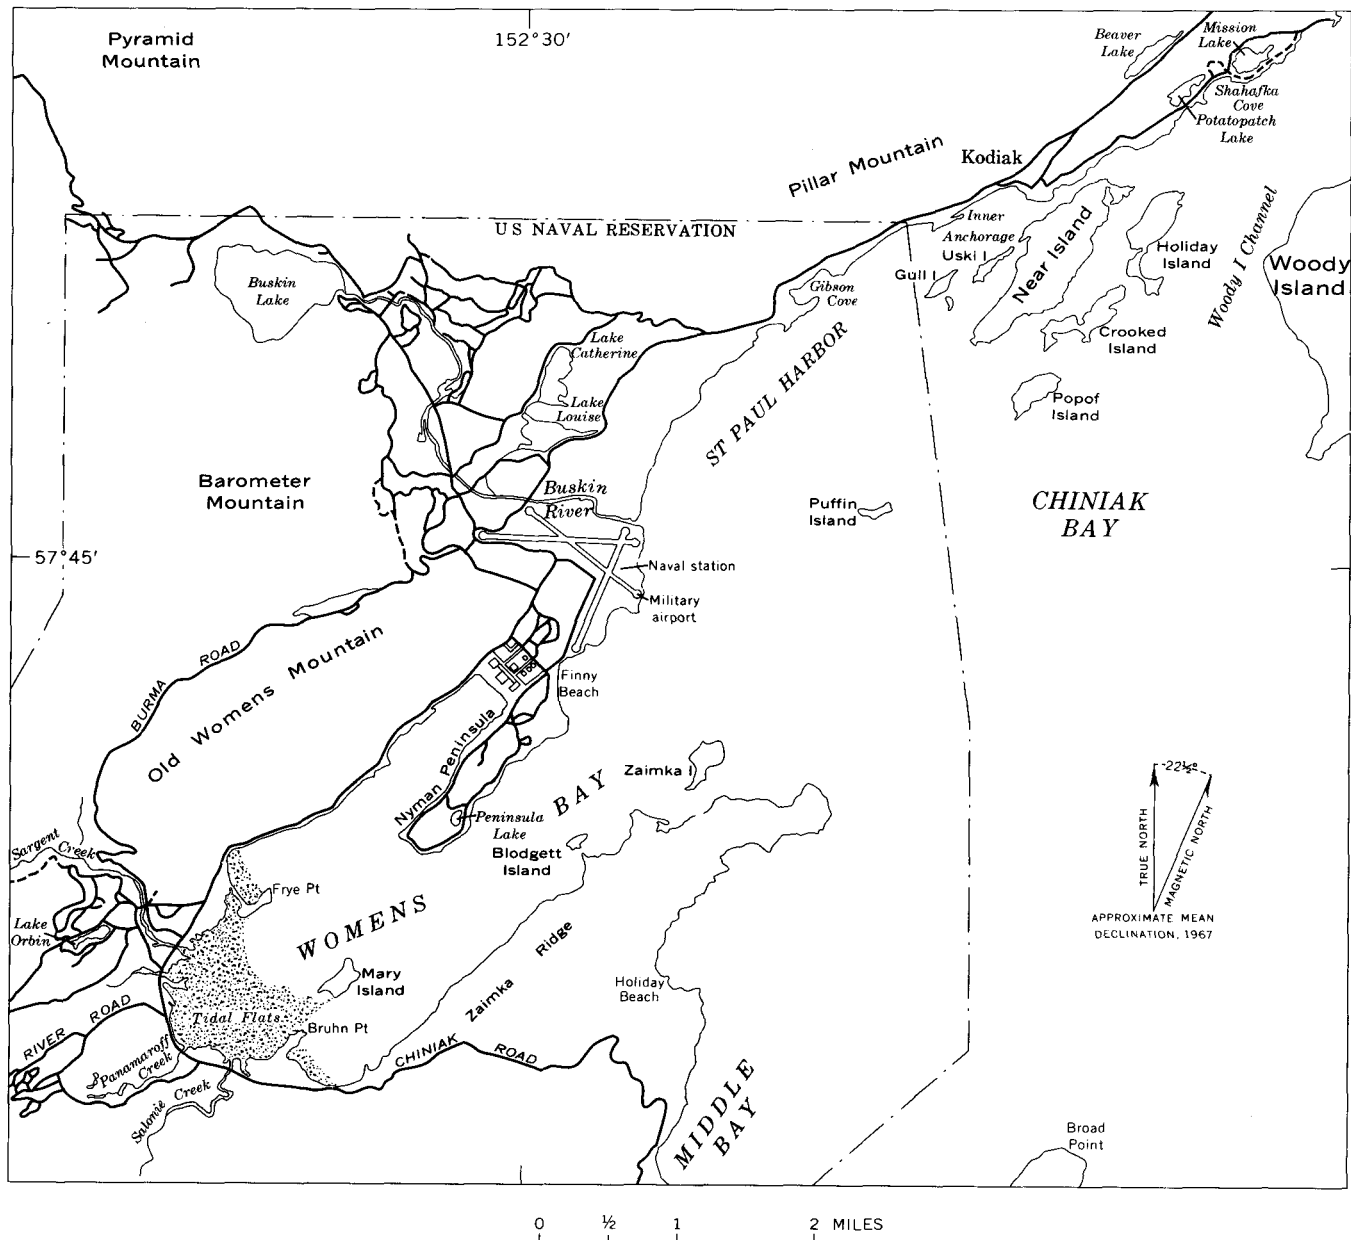 Pyramid
Mountain
152°30′
Beaver
Lake
Mission
Lake
Shahafka
Cove
Potatopatch
Lake
Pillar Mountain
Kodiak
US NAVAL RESERVATION
Inner
Anchorage
Uski I
Gull I
Near Island
Holiday
Island
Woody I Channel
Woody
Island
Buskin
Lake
Gibson
Cove
Crooked
Island
Lake
Catherine
Lake
Louise
ST PAUL HARBOR
Popof
Island
Barometer
Mountain
Buskin
River
Puffin
Island
CHINIAK
BAY
57°45′
Naval station
Military
airport
BURMA ROAD
Old Womens Mountain
Finny
Beach
Nyman Peninsula
Zaimka I
Peninsula
Lake
Blodgett
Island
WOMENS BAY
22½°
TRUE NORTH
MAGNETIC NORTH
APPROXIMATE MEAN
DECLINATION, 1967
Sargent Creek
Frye Pt
Lake
Orbin
Zaimka Ridge
Mary
Island
Holiday
Beach
Tidal Flats
Bruhn Pt
RIVER ROAD
CHINIAK ROAD
Panamaroff
Creek
Salonie Creek
MIDDLE
BAY
Broad
Point
0 ½ 1 2 MILES